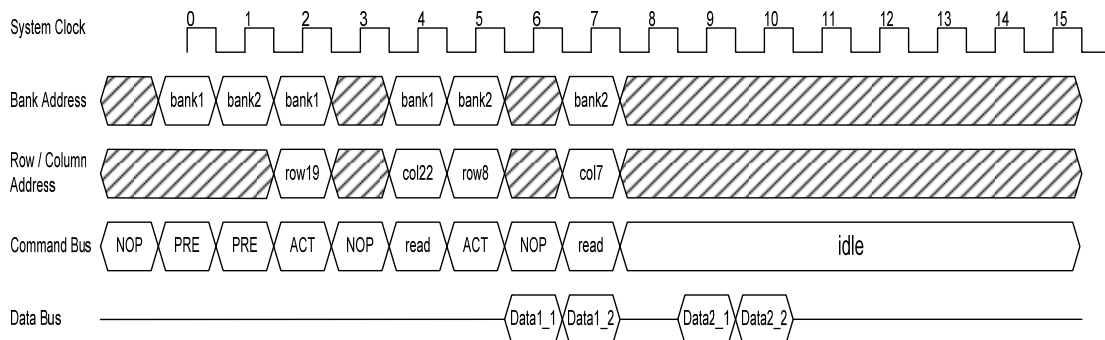 0 1 2 3 4 5 6 7 8 9 10 11 12 13 14 15
System Clock
Bank Address bank1 bank2 bank1 bank1 bank2 bank2
Row / Column
Address row19 col22 row8 col7
Command Bus NOP PRE PRE ACT NOP read ACT NOP read idle
Data Bus Data1_1 Data1_2 Data2_1 Data2_2